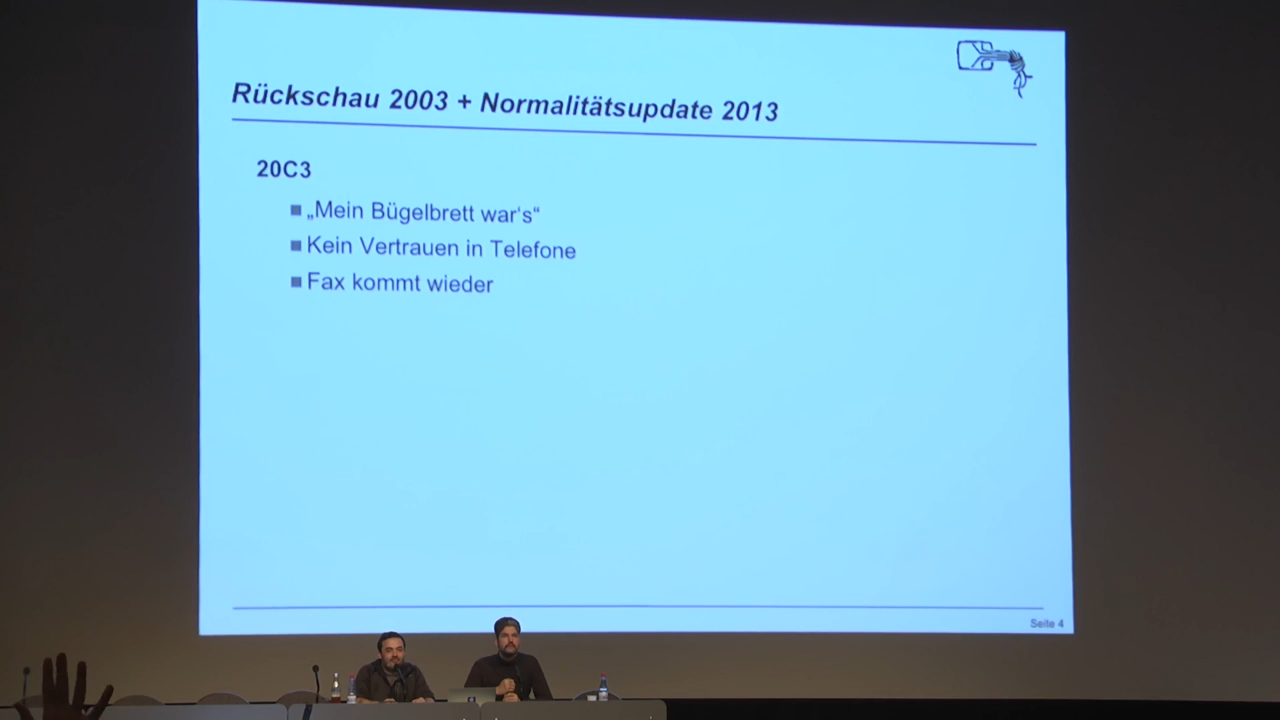 Rückschau 2003 + Normalitätsupdate 2013
20C3
„Mein Bügelbrett war‘s“
Kein Vertrauen in Telefone
Fax kommt wieder
Seite 4